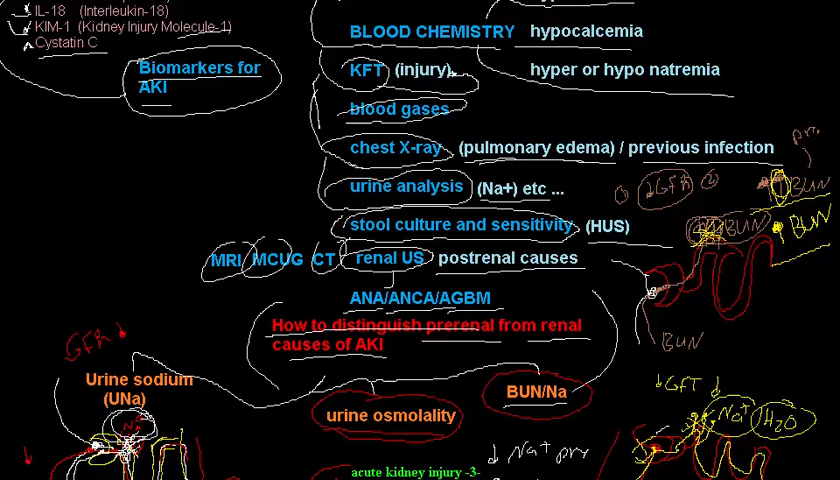 IL-18 (Interleukin-18)
KIM-1 (Kidney Injury Molecule-1)
Cystatin C
Biomarkers for
AKI
BLOOD CHEMISTRY hypocalcemia
KFT (injury) hyper or hypo natremia
blood gases
chest X-ray (pulmonary edema) / previous infection
urine analysis (Na+) etc ...
stool culture and sensitivity (HUS)
MRI MCUG CT renal US postrenal causes
ANA/ANCA/AGBM
How to distinguish prerenal from renal
causes of AKI
Urine sodium
(UNa)
urine osmolality
BUN/Na
GFR
Na
↓ Na+
GFR
BUN
BUN
BUN
BUN
Na+
H2O
acute kidney injury -3-